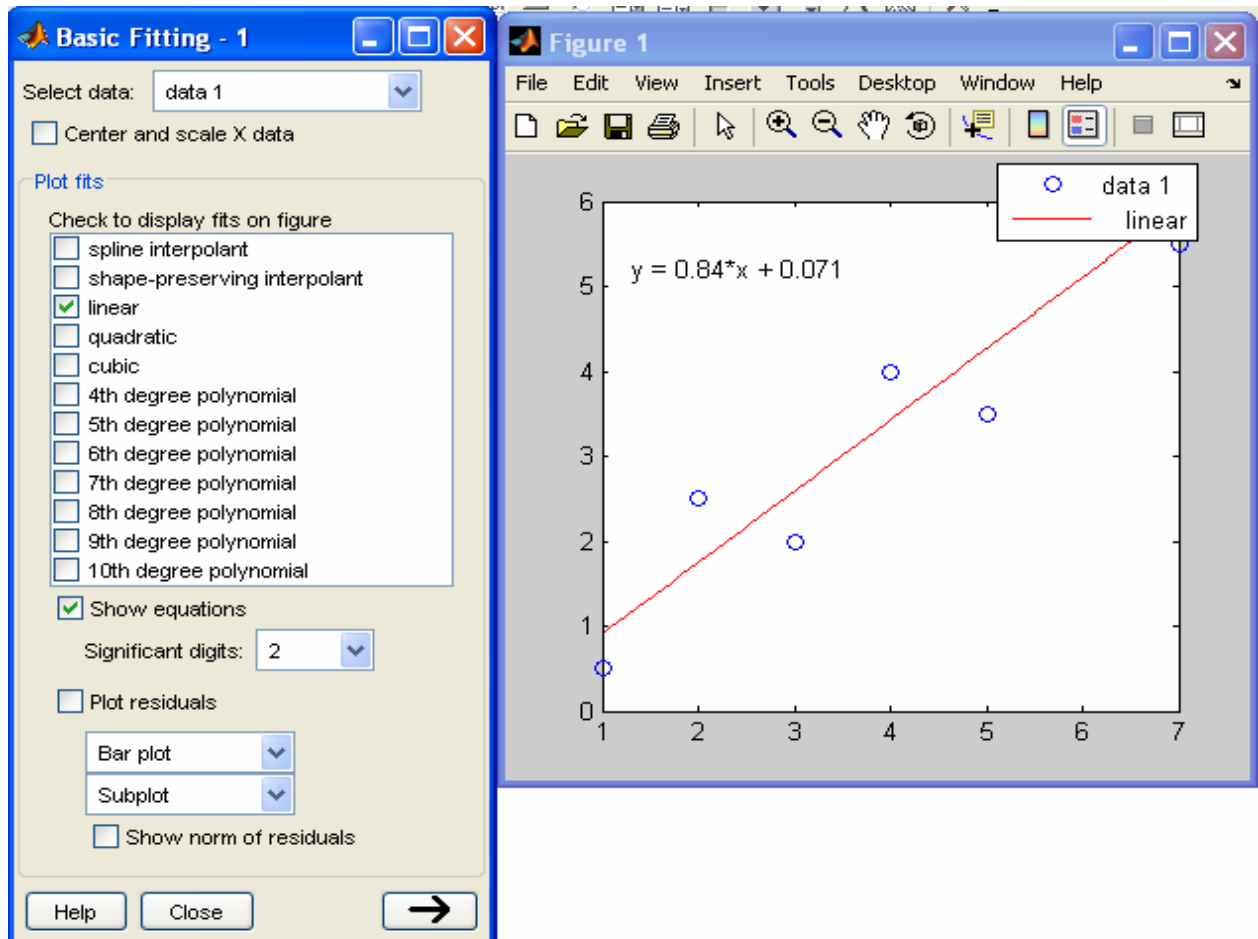 Basic Fitting - 1
Select data: data 1
Center and scale X data
Plot fits
Check to display fits on figure
spline interpolant
shape-preserving interpolant
linear
quadratic
cubic
4th degree polynomial
5th degree polynomial
6th degree polynomial
7th degree polynomial
8th degree polynomial
9th degree polynomial
10th degree polynomial
Show equations
Significant digits: 2
Plot residuals
Bar plot
Subplot
Show norm of residuals
Help Close
Figure 1
File Edit View Insert Tools Desktop Window Help
data 1
linear
y = 0.84*x + 0.071
6
5
4
3
2
1
0
1 2 3 4 5 6 7